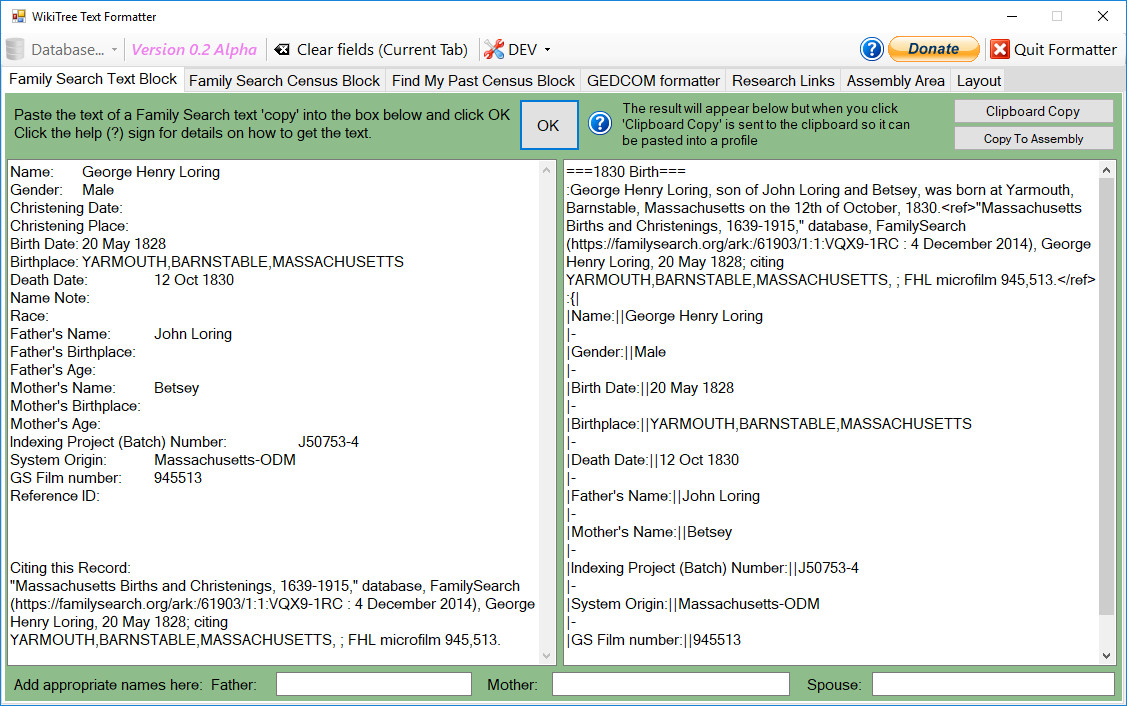 WikiTree Text Formatter
Database... Version 0.2 Alpha Clear fields (Current Tab) DEV ? Donate Quit Formatter
Family Search Text Block Family Search Census Block Find My Past Census Block GEDCOM formatter Research Links Assembly Area Layout
Paste the text of a Family Search text 'copy' into the box below and click OK
Click the help (?) sign for details on how to get the text.
OK
?
The result will appear below but when you click
'Clipboard Copy' is sent to the clipboard so it can
be pasted into a profile
Clipboard Copy
Copy To Assembly
Name: George Henry Loring
Gender: Male
Christening Date:
Christening Place:
Birth Date: 20 May 1828
Birthplace: YARMOUTH,BARNSTABLE,MASSACHUSETTS
Death Date: 12 Oct 1830
Name Note:
Race:
Father's Name: John Loring
Father's Birthplace:
Father's Age:
Mother's Name: Betsey
Mother's Birthplace:
Mother's Age:
Indexing Project (Batch) Number: J50753-4
System Origin: Massachusetts-ODM
GS Film number: 945513
Reference ID:
Citing this Record:
"Massachusetts Births and Christenings, 1639-1915," database, FamilySearch
(https://familysearch.org/ark:/61903/1:1:VQX9-1RC : 4 December 2014), George
Henry Loring, 20 May 1828; citing
YARMOUTH,BARNSTABLE,MASSACHUSETTS, ; FHL microfilm 945,513.
===1830 Birth===
:George Henry Loring, son of John Loring and Betsey, was born at Yarmouth,
Barnstable, Massachusetts on the 12th of October, 1830.<ref>"Massachusetts
Births and Christenings, 1639-1915," database, FamilySearch
(https://familysearch.org/ark:/61903/1:1:VQX9-1RC : 4 December 2014), George
Henry Loring, 20 May 1828; citing
YARMOUTH,BARNSTABLE,MASSACHUSETTS, ; FHL microfilm 945,513.</ref>
:{|
|Name:||George Henry Loring
|-
|Gender:||Male
|-
|Birth Date:||20 May 1828
|-
|Birthplace:||YARMOUTH,BARNSTABLE,MASSACHUSETTS
|-
|Death Date:||12 Oct 1830
|-
|Father's Name:||John Loring
|-
|Mother's Name:||Betsey
|-
|Indexing Project (Batch) Number:||J50753-4
|-
|System Origin:||Massachusetts-ODM
|-
|GS Film number:||945513
Add appropriate names here: Father: Mother: Spouse: